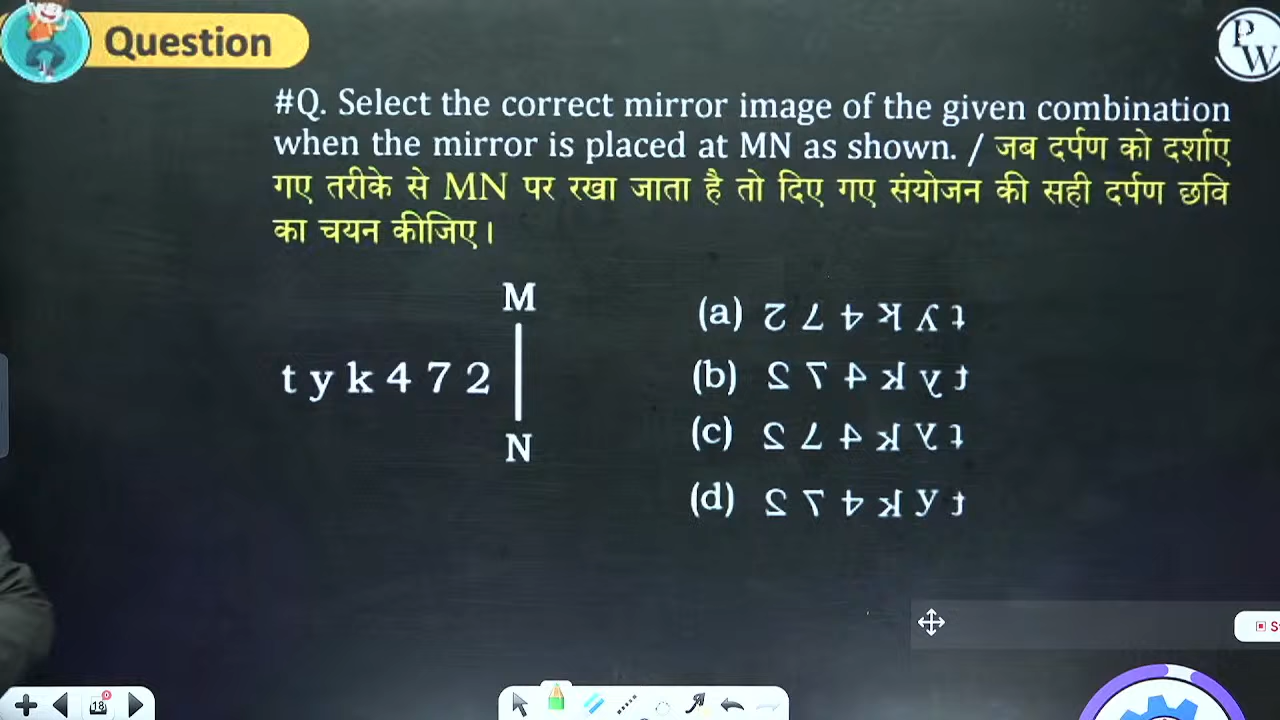 Question
PW
#Q. Select the correct mirror image of the given combination
when the mirror is placed at MN as shown. / जब दर्पण को दर्शाए
गए तरीके से MN पर रखा जाता है तो दिए गए संयोजन की सही दर्पण छवि
का चयन कीजिए।
M
t y k 4 7 2
N
(a)
(b)
(c)
(d)
18